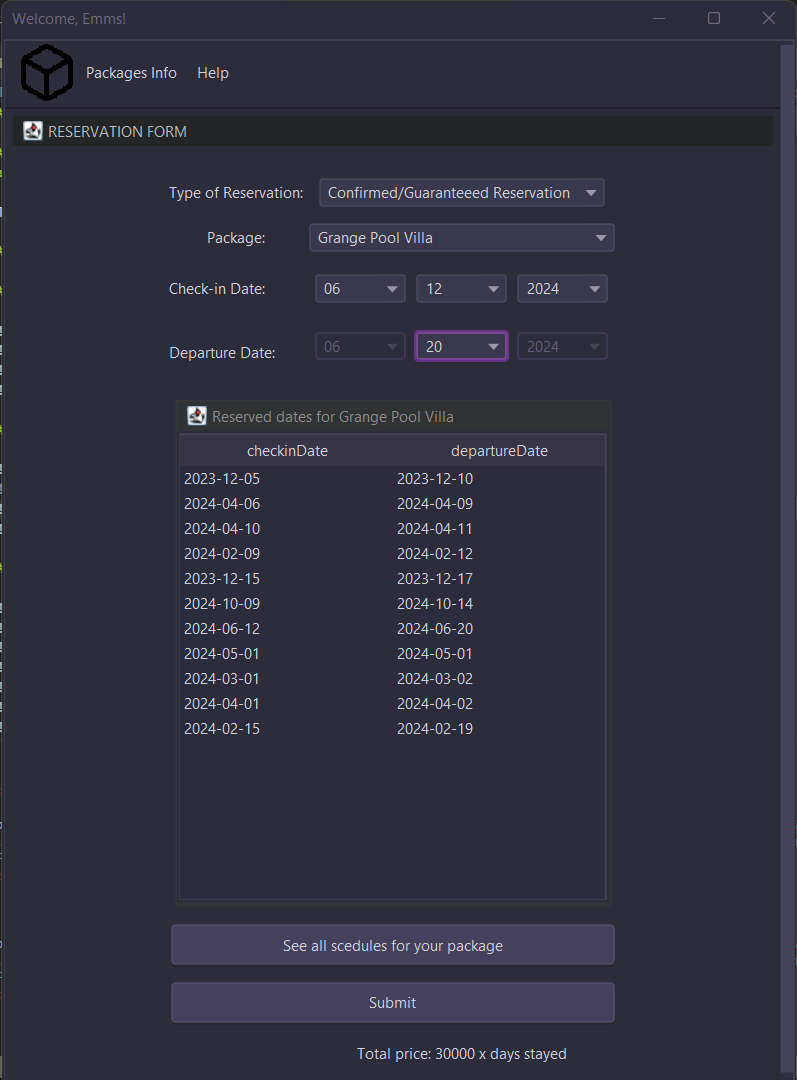 Welcome, Emms!
Packages Info Help
RESERVATION FORM
Type of Reservation: Confirmed/Guaranteeed Reservation
Package: Grange Pool Villa
Check-in Date: 06 12 2024
Departure Date: 06 20 2024
Reserved dates for Grange Pool Villa
checkinDate departureDate
2023-12-05 2023-12-10
2024-04-06 2024-04-09
2024-04-10 2024-04-11
2024-02-09 2024-02-12
2023-12-15 2023-12-17
2024-10-09 2024-10-14
2024-06-12 2024-06-20
2024-05-01 2024-05-01
2024-03-01 2024-03-02
2024-04-01 2024-04-02
2024-02-15 2024-02-19
See all scedules for your package
Submit
Total price: 30000 x days stayed